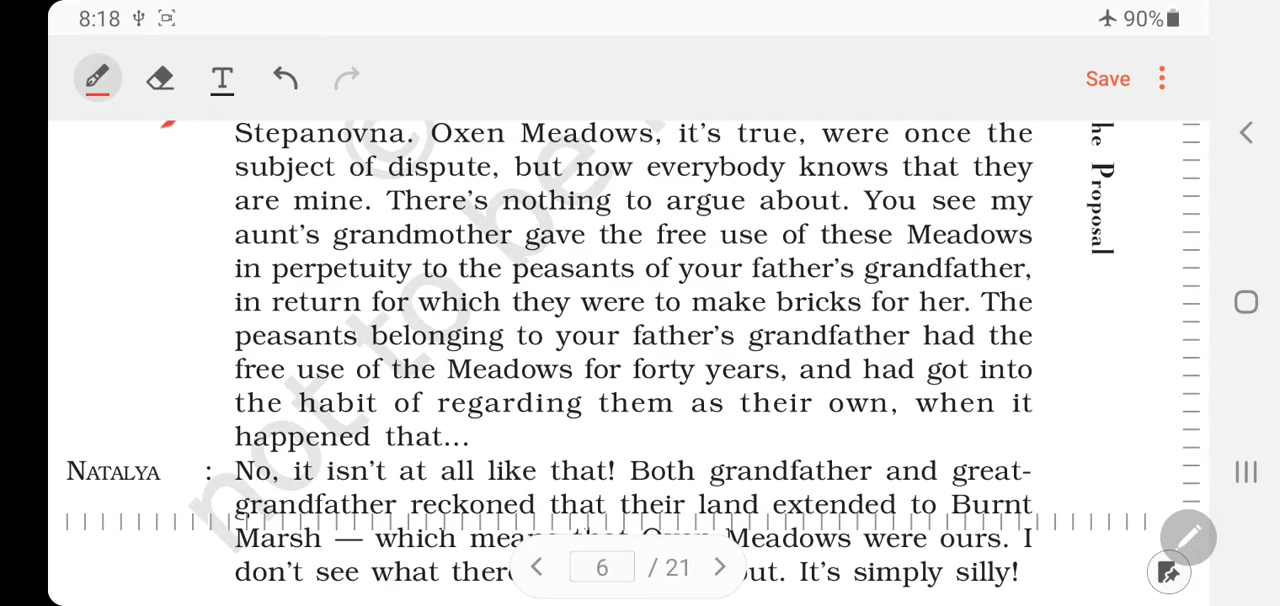 8:18 90%
T Save
Stepanovna. Oxen Meadows, it's true, were once the
subject of dispute, but now everybody knows that they
are mine. There's nothing to argue about. You see my
aunt's grandmother gave the free use of these Meadows
in perpetuity to the peasants of your father's grandfather,
in return for which they were to make bricks for her. The
peasants belonging to your father's grandfather had the
free use of the Meadows for forty years, and had got into
the habit of regarding them as their own, when it
happened that...
NATALYA : No, it isn't at all like that! Both grandfather and great-
grandfather reckoned that their land extended to Burnt
Marsh — which means that Oxen Meadows were ours. I
don't see what ut. It's simply silly!
he Proposal
© not to be
6 / 21